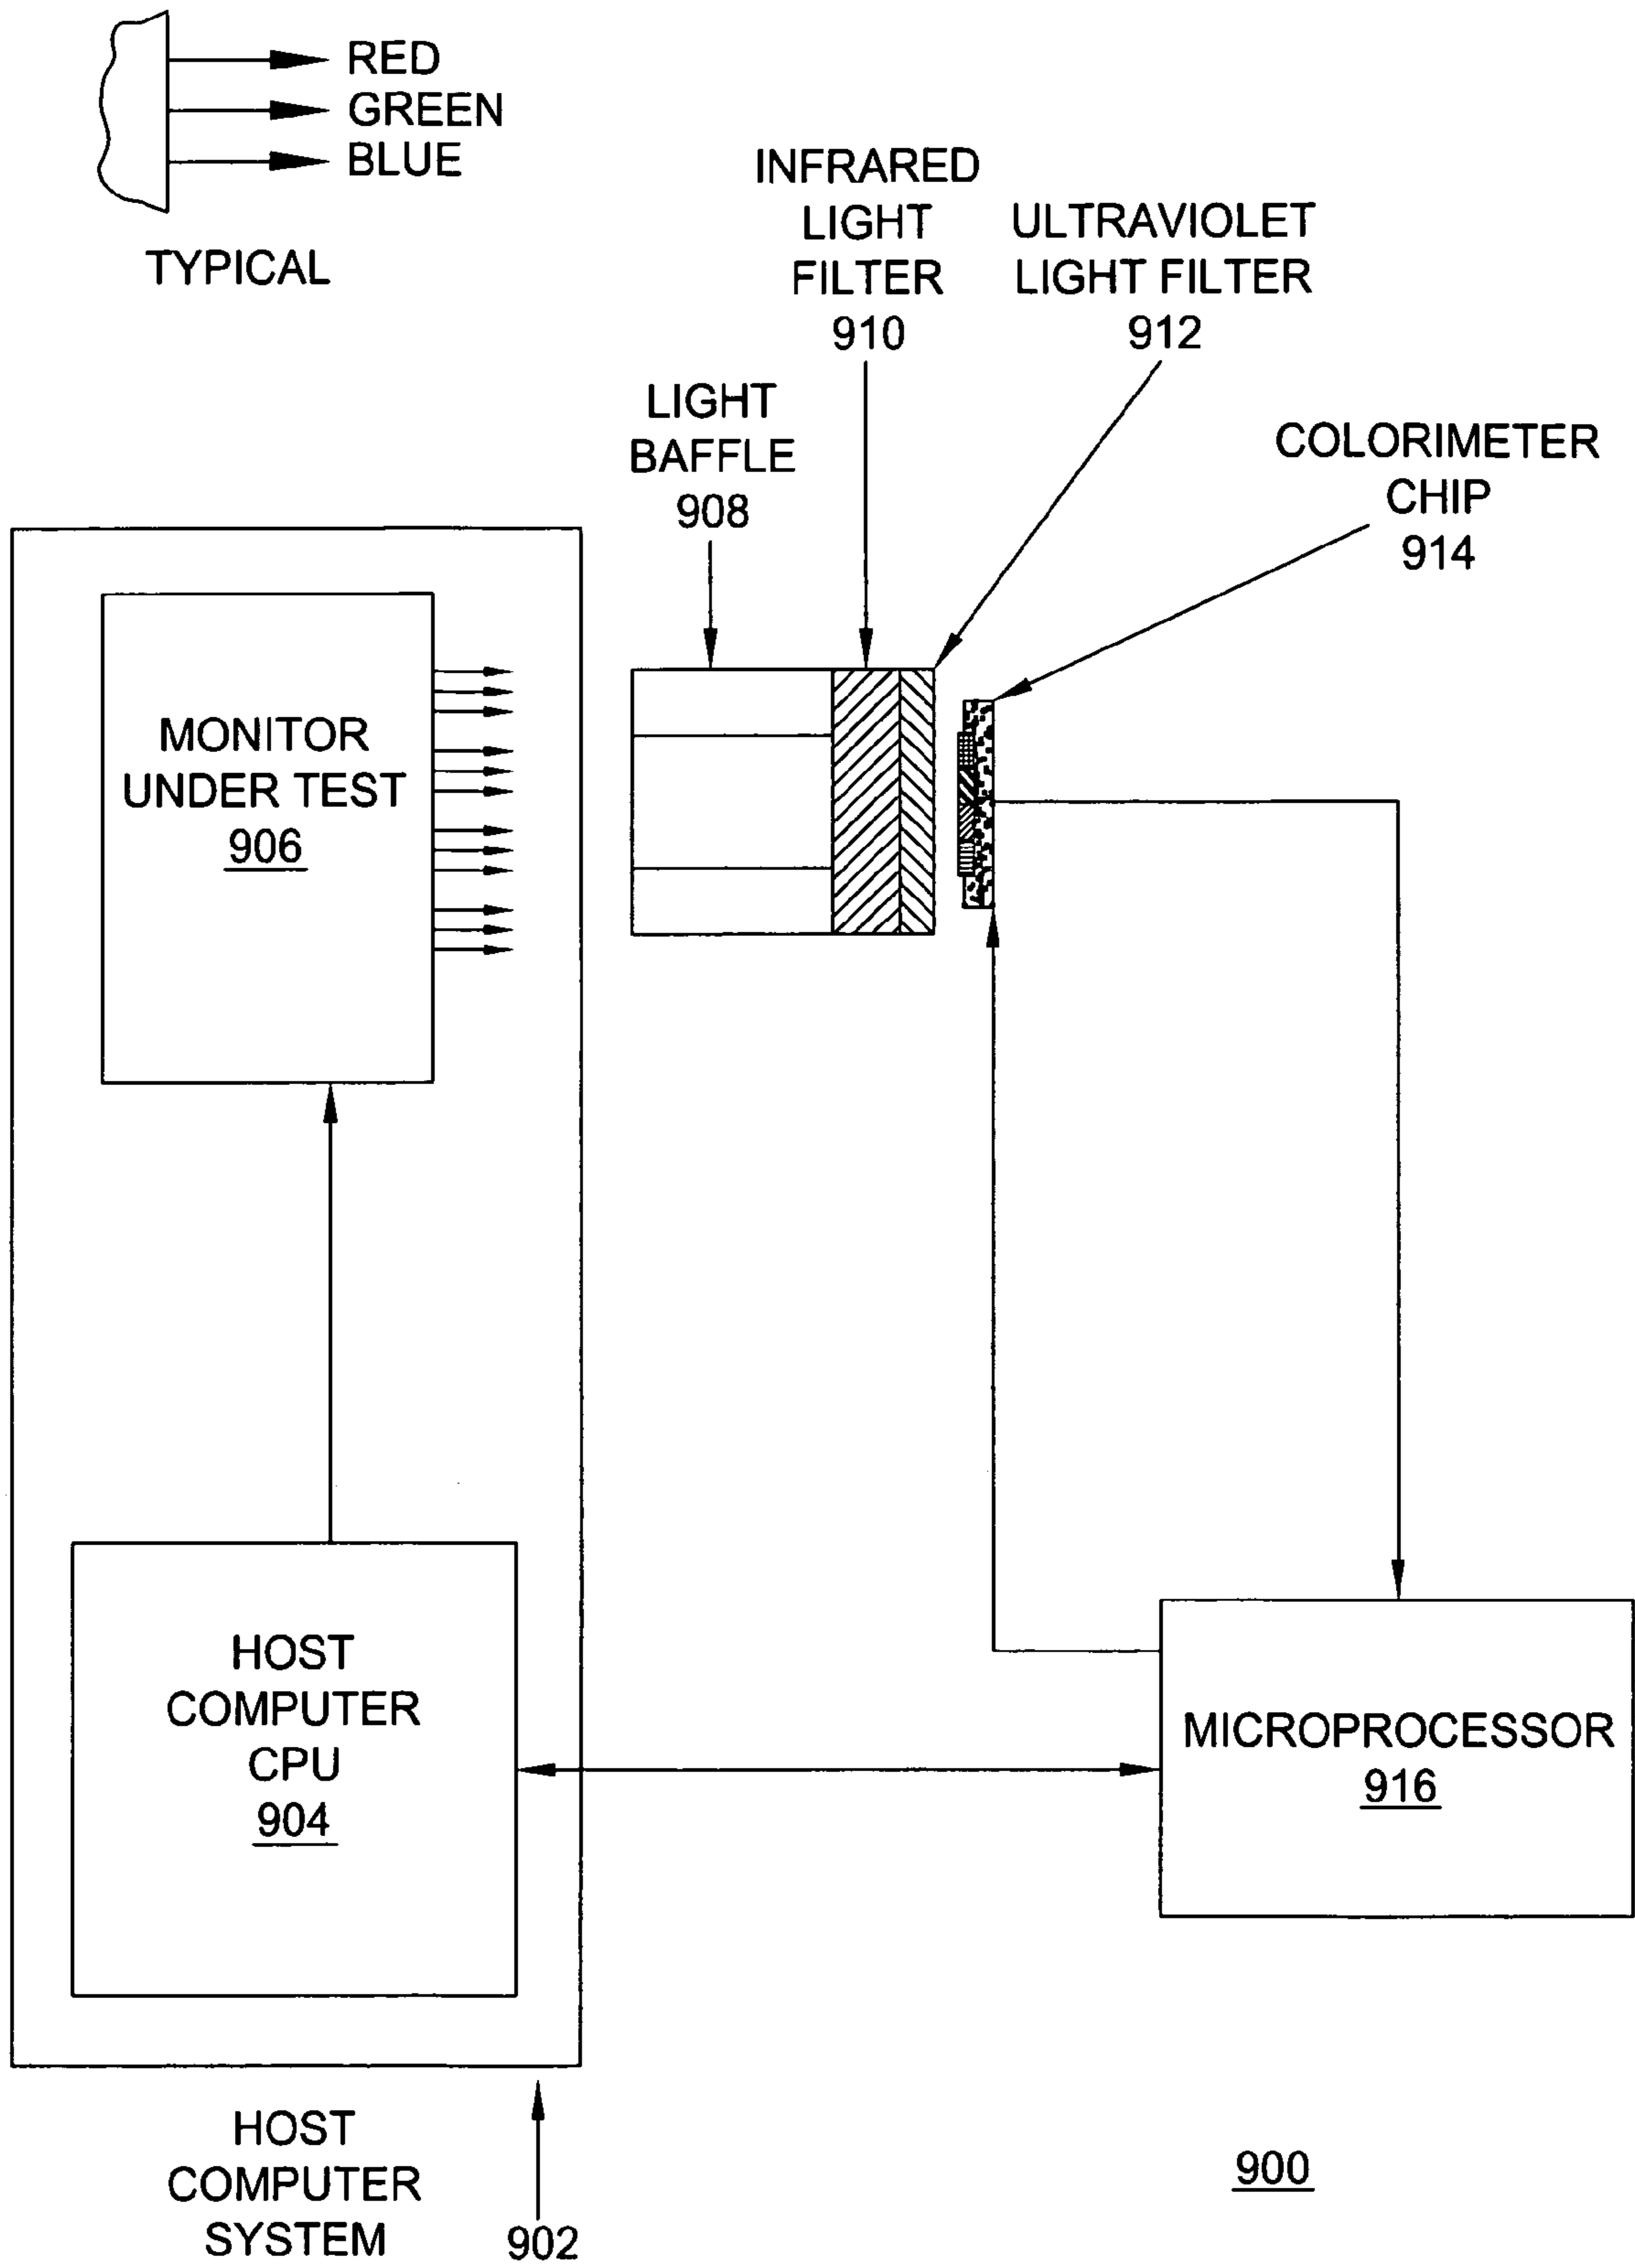 RED
GREEN
BLUE
TYPICAL
INFRARED
LIGHT
FILTER
910
ULTRAVIOLET
LIGHT FILTER
912
LIGHT
BAFFLE
908
COLORIMETER
CHIP
914
MONITOR
UNDER TEST
906
HOST
COMPUTER
CPU
904
MICROPROCESSOR
916
HOST
COMPUTER
SYSTEM
902
900